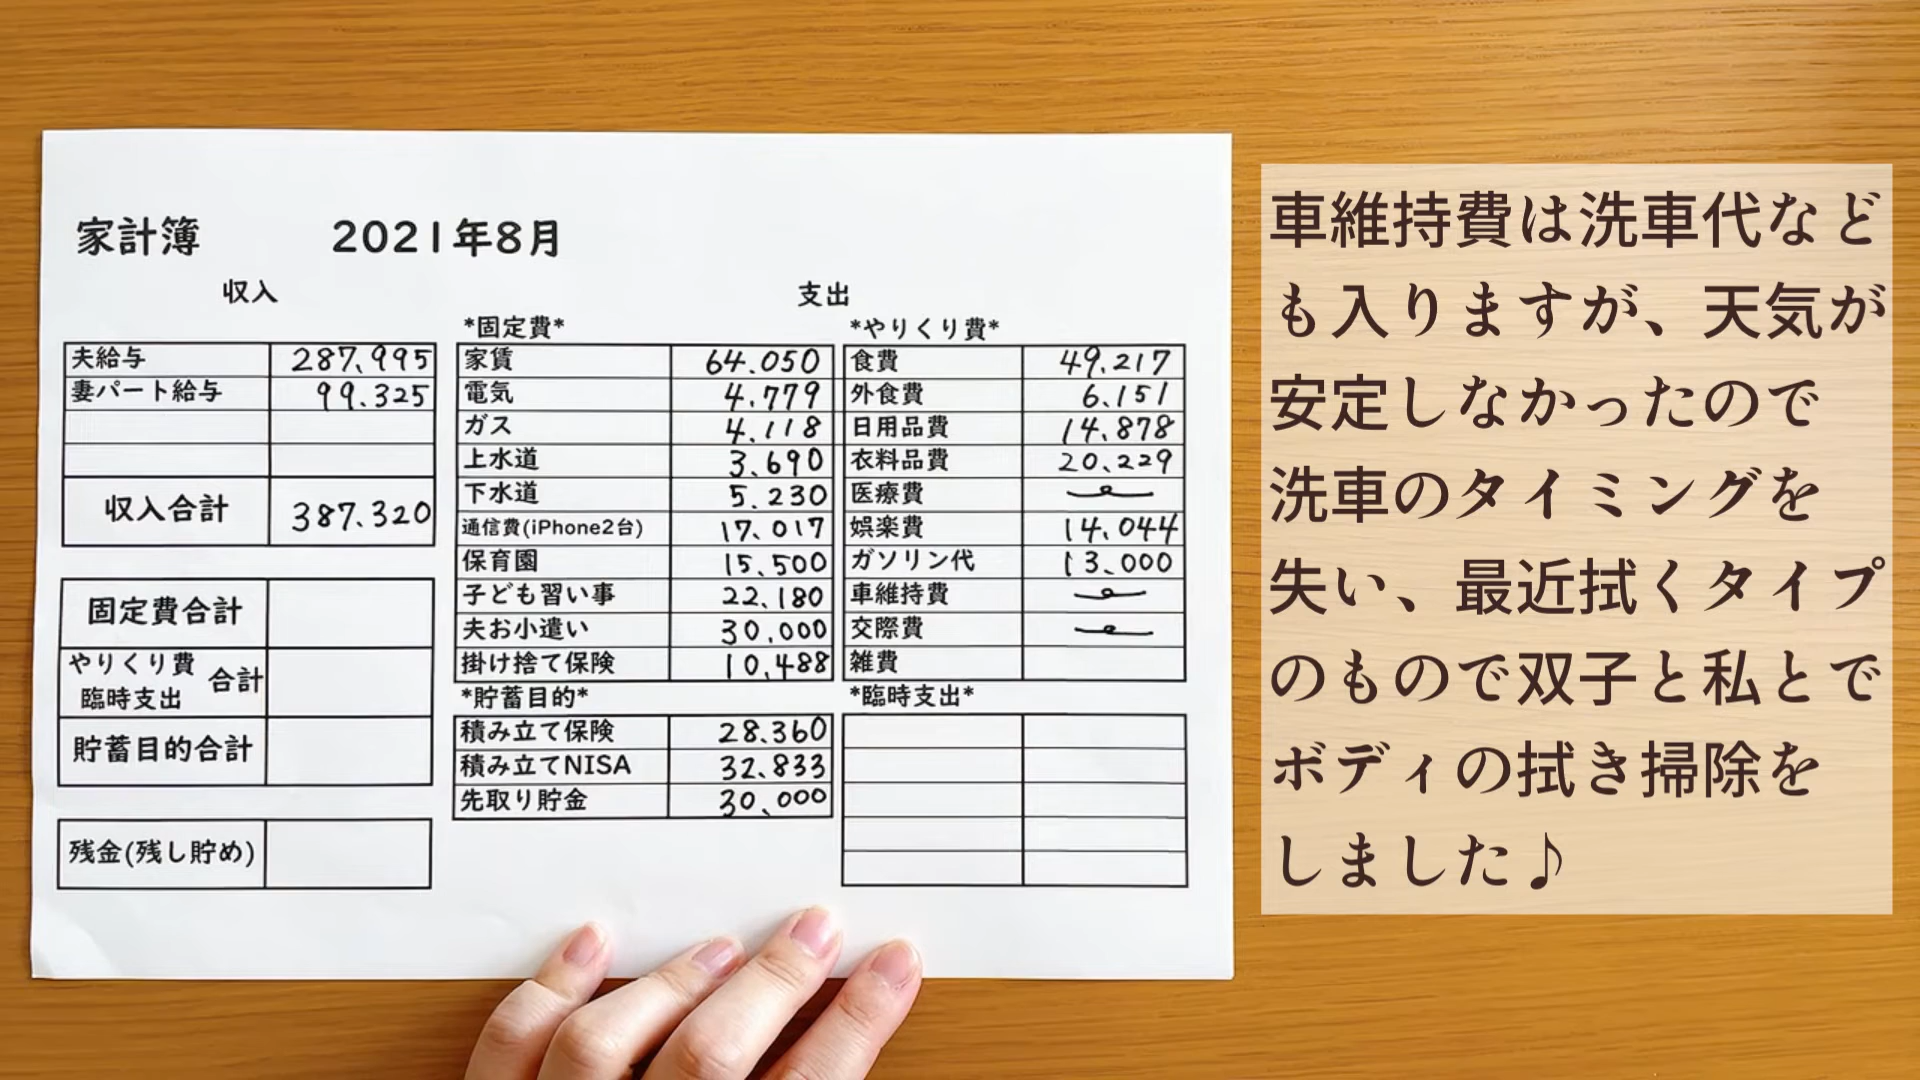 家計簿 2021年8月
収入
夫給与 287,995
妻パート給与 99.325
収入合計 387.320
固定費合計
やりくり費
臨時支出 合計
貯蓄目的合計
残金(残し貯め)
支出
*固定費*
家賃 64.050
電気 4.779
ガス 4.118
上水道 3.690
下水道 5.230
通信費(iPhone2台) 17.017
保育園 15.500
子ども習い事 22.180
夫お小遣い 30.000
掛け捨て保険 10.488
*貯蓄目的*
積み立て保険 28.360
積み立てNISA 32.833
先取り貯金 30.000
*やりくり費*
食費 49.217
外食費 6.151
日用品費 14.878
衣料品費 20.229
医療費
娯楽費 14.044
ガソリン代 13.000
車維持費
交際費
雑費
*臨時支出*
車維持費は洗車代など
も入りますが、天気が
安定しなかったので
洗車のタイミングを
失い、最近拭くタイプ
のもので双子と私とで
ボディの拭き掃除を
しました♪